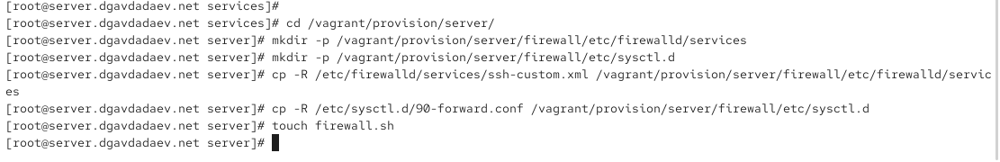 [root@server.dgavdadaev.net services]#
[root@server.dgavdadaev.net services]# cd /vagrant/provision/server/
[root@server.dgavdadaev.net server]# mkdir -p /vagrant/provision/server/firewall/etc/firewalld/services
[root@server.dgavdadaev.net server]# mkdir -p /vagrant/provision/server/firewall/etc/sysctl.d
[root@server.dgavdadaev.net server]# cp -R /etc/firewalld/services/ssh-custom.xml /vagrant/provision/server/firewall/etc/firewalld/servic
es
[root@server.dgavdadaev.net server]# cp -R /etc/sysctl.d/90-forward.conf /vagrant/provision/server/firewall/etc/sysctl.d
[root@server.dgavdadaev.net server]# touch firewall.sh
[root@server.dgavdadaev.net server]#